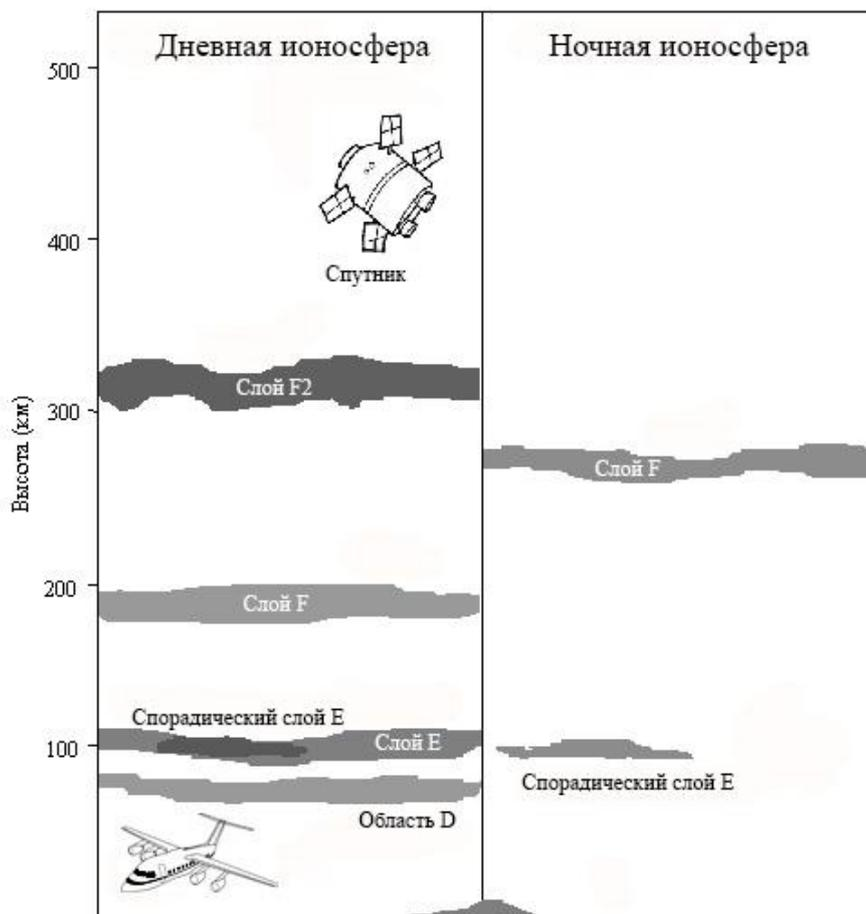 Дневная ионосфера
Ночная ионосфера
500
Спутник
400
Слой F2
300
Высота (км)
Слой F
200
Слой F
Спорадический слой E
Слой E
100
Спорадический слой E
Область D